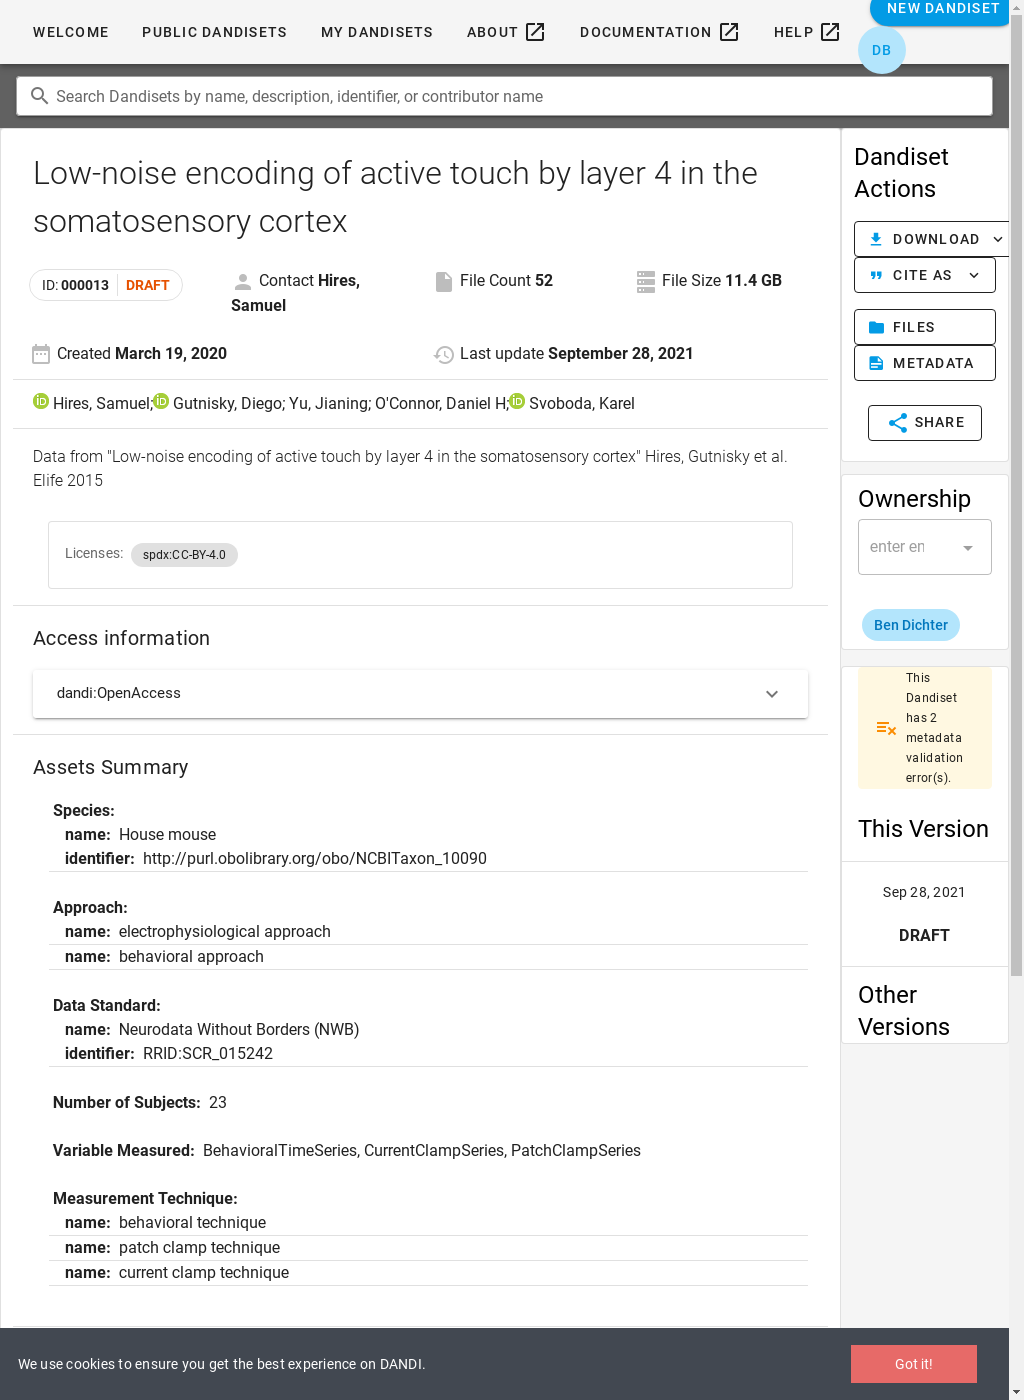 WELCOME
PUBLIC DANDISETS
MY DANDISETS
ABOUT
DOCUMENTATION
HELP
NEW DANDISET
DB
Search Dandisets by name, description, identifier, or contributor name
Low-noise encoding of active touch by layer 4 in the
somatosensory cortex
ID: 000013 DRAFT
Contact Hires,
Samuel
File Count 52
File Size 11.4 GB
Created March 19, 2020
Last update September 28, 2021
iD Hires, Samuel; iD Gutnisky, Diego; Yu, Jianing; O'Connor, Daniel H; iD Svoboda, Karel
Data from "Low-noise encoding of active touch by layer 4 in the somatosensory cortex" Hires, Gutnisky et al.
Elife 2015
Licenses: spdx:CC-BY-4.0
Access information
dandi:OpenAccess
Assets Summary
Species:
name: House mouse
identifier: http://purl.obolibrary.org/obo/NCBITaxon_10090
Approach:
name: electrophysiological approach
name: behavioral approach
Data Standard:
name: Neurodata Without Borders (NWB)
identifier: RRID:SCR_015242
Number of Subjects: 23
Variable Measured: BehavioralTimeSeries, CurrentClampSeries, PatchClampSeries
Measurement Technique:
name: behavioral technique
name: patch clamp technique
name: current clamp technique
Dandiset
Actions
DOWNLOAD
CITE AS
FILES
METADATA
SHARE
Ownership
enter en
Ben Dichter
This
Dandiset
has 2
metadata
validation
error(s).
This Version
Sep 28, 2021
DRAFT
Other
Versions
We use cookies to ensure you get the best experience on DANDI.
Got it!